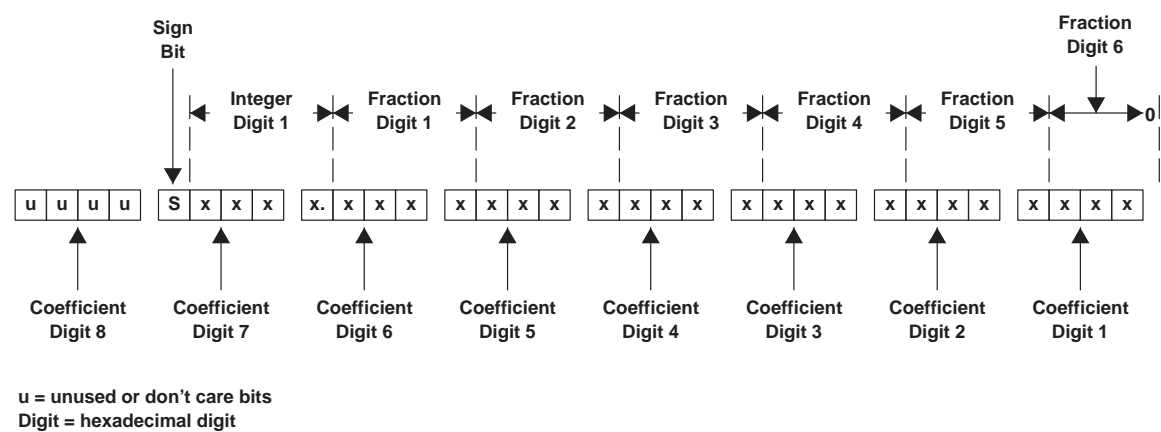 Sign
Bit
Fraction
Digit 6
Integer
Digit 1
Fraction
Digit 1
Fraction
Digit 2
Fraction
Digit 3
Fraction
Digit 4
Fraction
Digit 5
0
u u u u S x x x x. x x x x x x x x x x x x x x x x x x x x x x x
Coefficient
Digit 8
Coefficient
Digit 7
Coefficient
Digit 6
Coefficient
Digit 5
Coefficient
Digit 4
Coefficient
Digit 3
Coefficient
Digit 2
Coefficient
Digit 1
u = unused or don't care bits
Digit = hexadecimal digit